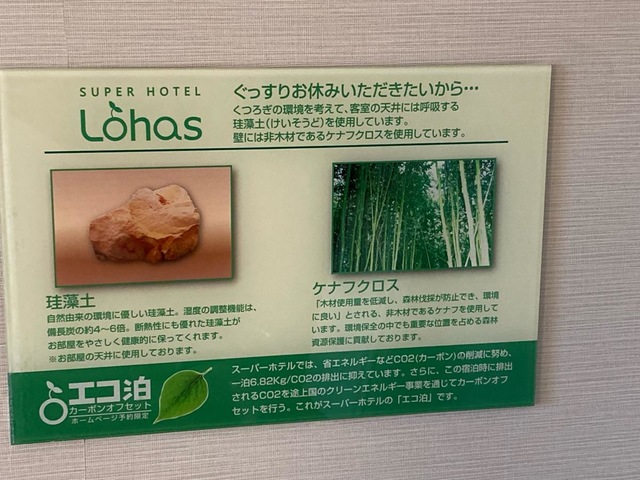 SUPER HOTEL
Lohas
ぐっすりお休みいただきたいから…
くつろぎの環境を考えて、客室の天井には呼吸する
珪藻土(けいそうど)を使用しています。
壁には非木材であるケナフクロスを使用しています。
珪藻土
自然由来の環境に優しい珪藻土。湿度の調整機能は、
備長炭の約4〜6倍。断熱性にも優れた珪藻土が
お部屋をやさしく健康的に保ってくれます。
※お部屋の天井に使用しております。
ケナフクロス
「木材使用量を低減し、森林伐採が防止でき、環境
に良い」とされる、非木材であるケナフを使用して
います。環境保全の中でも重要な位置を占める森林
資源保護に貢献しております。
エコ泊
カーボンオフセット
ホームページ予約限定
スーパーホテルでは、省エネルギーなどCO2(カーボン)の削減に努め、
一泊6.82Kg/CO2の排出に抑えています。さらに、この宿泊時に排出
されるCO2を途上国のクリーンエネルギー事業を通じてカーボンオフ
セットを行う。これがスーパーホテルの「エコ泊」です。